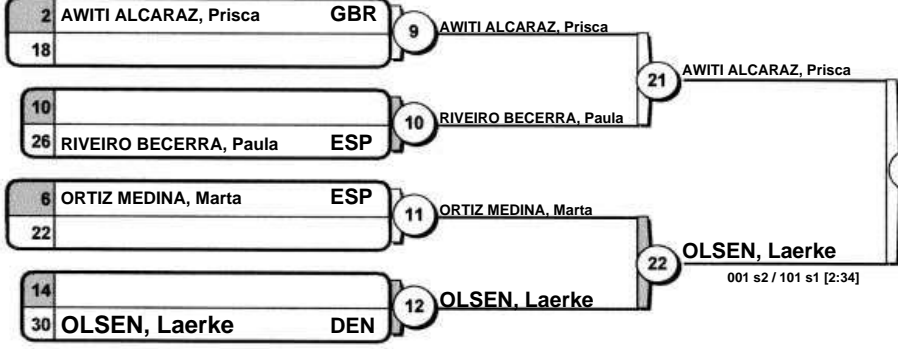 2 AWITI ALCARAZ, Prisca GBR
18
9
AWITI ALCARAZ, Prisca
10
26 RIVEIRO BECERRA, Paula ESP
10
RIVEIRO BECERRA, Paula
21
AWITI ALCARAZ, Prisca
6 ORTIZ MEDINA, Marta ESP
22
11
ORTIZ MEDINA, Marta
14
30 OLSEN, Laerke DEN
12
OLSEN, Laerke
22
OLSEN, Laerke
001 s2 / 101 s1 [2:34]